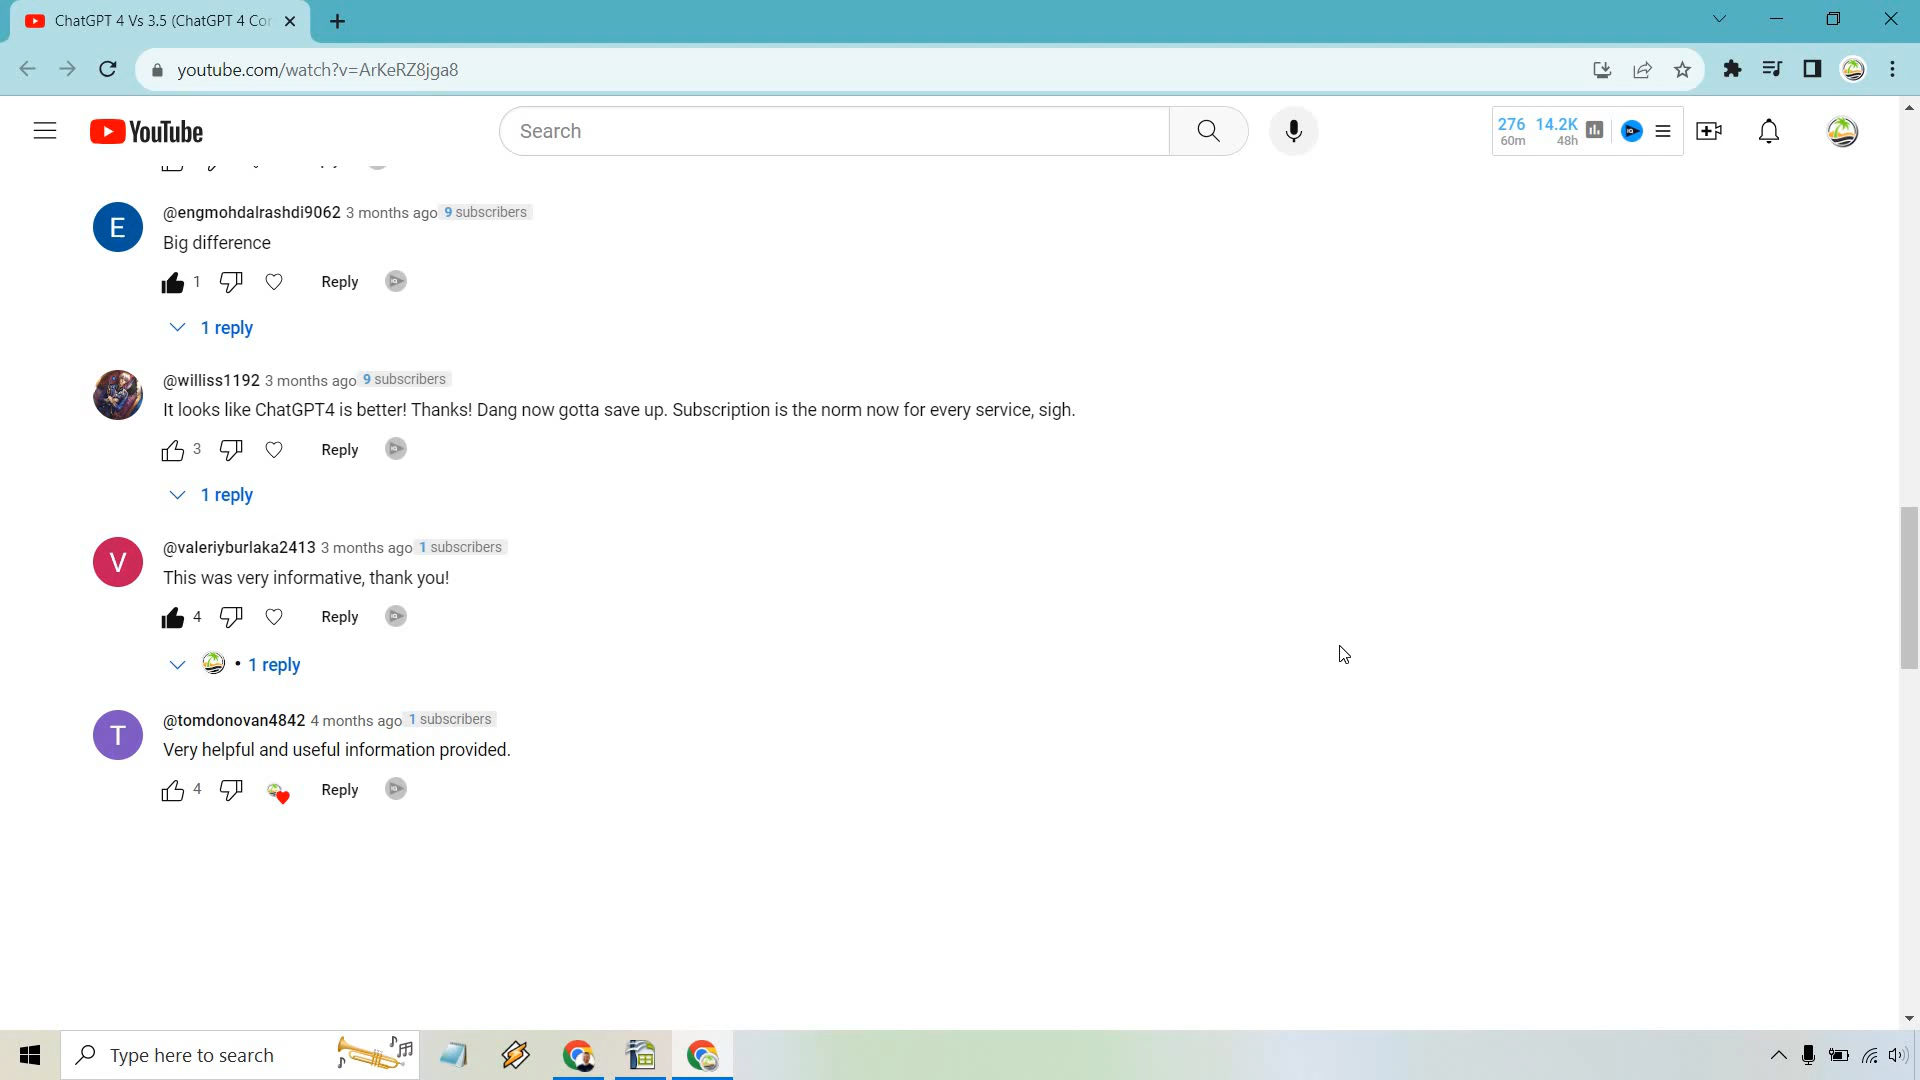 ChatGPT 4 Vs 3.5 (ChatGPT 4 Cor
youtube.com/watch?v=ArKeRZ8jga8
YouTube
Search
276 14.2K
60m 48h
@engmohdalrashdi9062 3 months ago 9 subscribers
Big difference
1 Reply
1 reply
@williss1192 3 months ago 9 subscribers
It looks like ChatGPT4 is better! Thanks! Dang now gotta save up. Subscription is the norm now for every service, sigh.
3 Reply
1 reply
@valeriyburlaka2413 3 months ago 1 subscribers
This was very informative, thank you!
4 Reply
• 1 reply
@tomdonovan4842 4 months ago 1 subscribers
Very helpful and useful information provided.
4 Reply
E
V
T
Type here to search